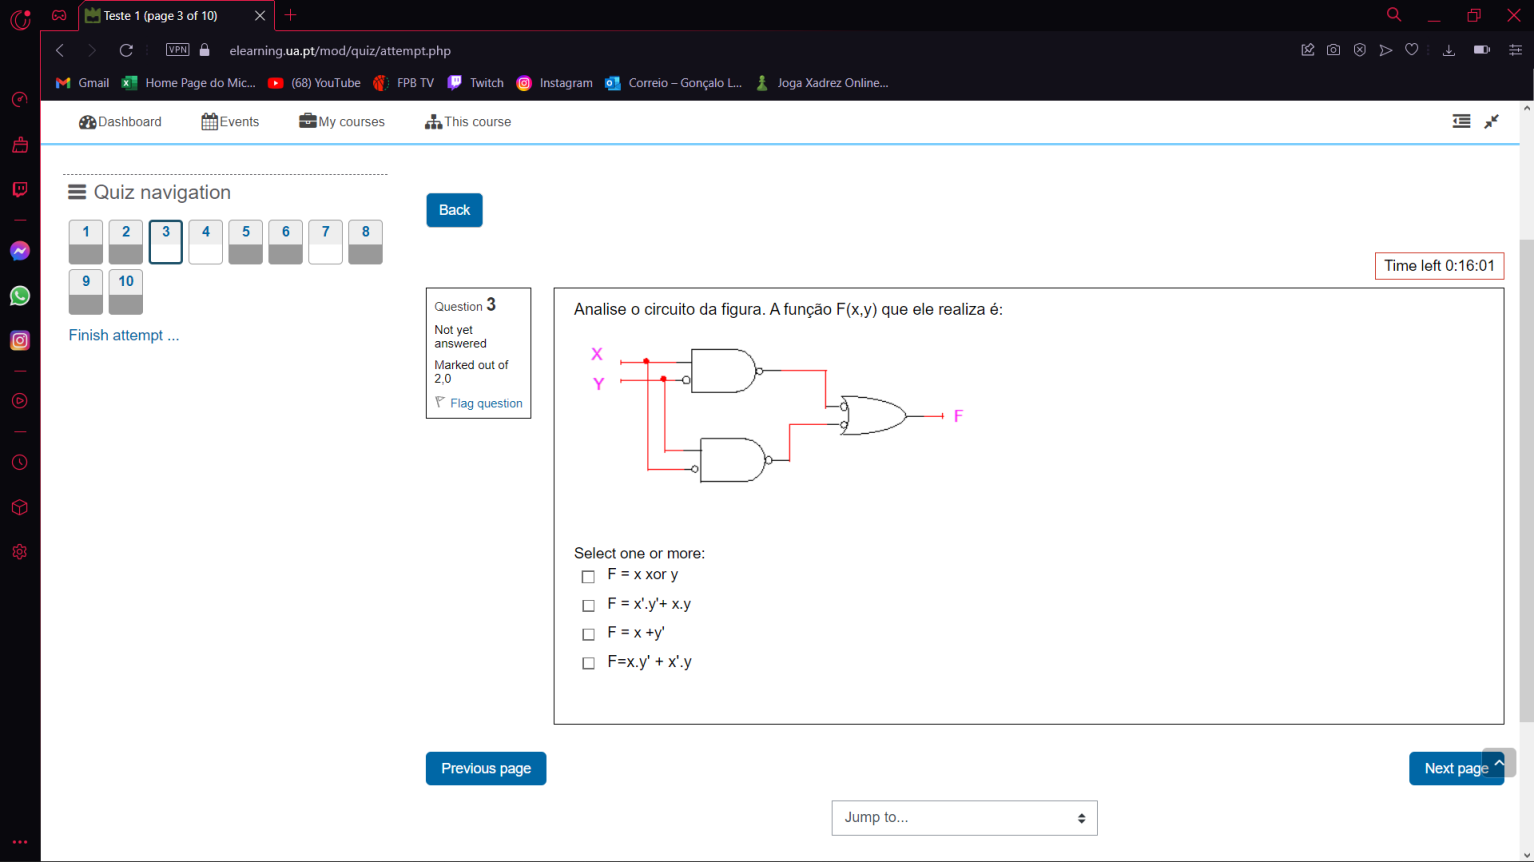 Teste 1 (page 3 of 10)
VPN
elearning.ua.pt/mod/quiz/attempt.php
Gmail
Home Page do Mic...
(68) YouTube
FPB TV
Twitch
Instagram
Correio – Gonçalo L...
Joga Xadrez Online...
Dashboard
Events
My courses
This course
Quiz navigation
1 2 3 4 5 6 7 8
9 10
Finish attempt ...
Back
Time left 0:16:01
Question 3
Not yet
answered
Marked out of
2,0
Flag question
Analise o circuito da figura. A função F(x,y) que ele realiza é:
X
Y
F
Select one or more:
F = x xor y
F = x'.y'+ x.y
F = x +y'
F=x.y' + x'.y
Previous page
Next page
Jump to...